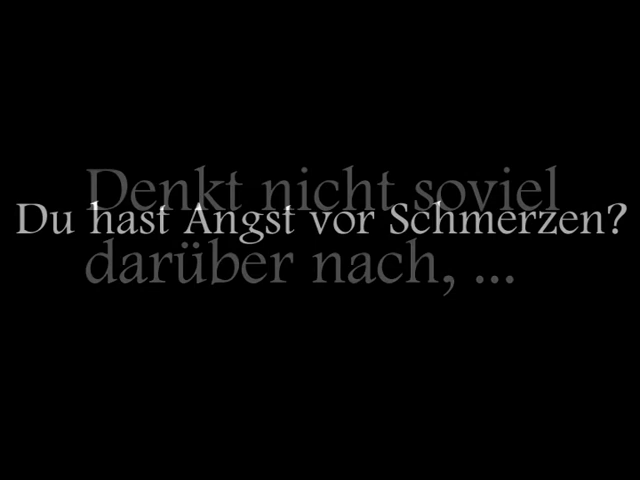 Denkt nicht soviel
Du hast Angst vor Schmerzen?
darüber nach, ...